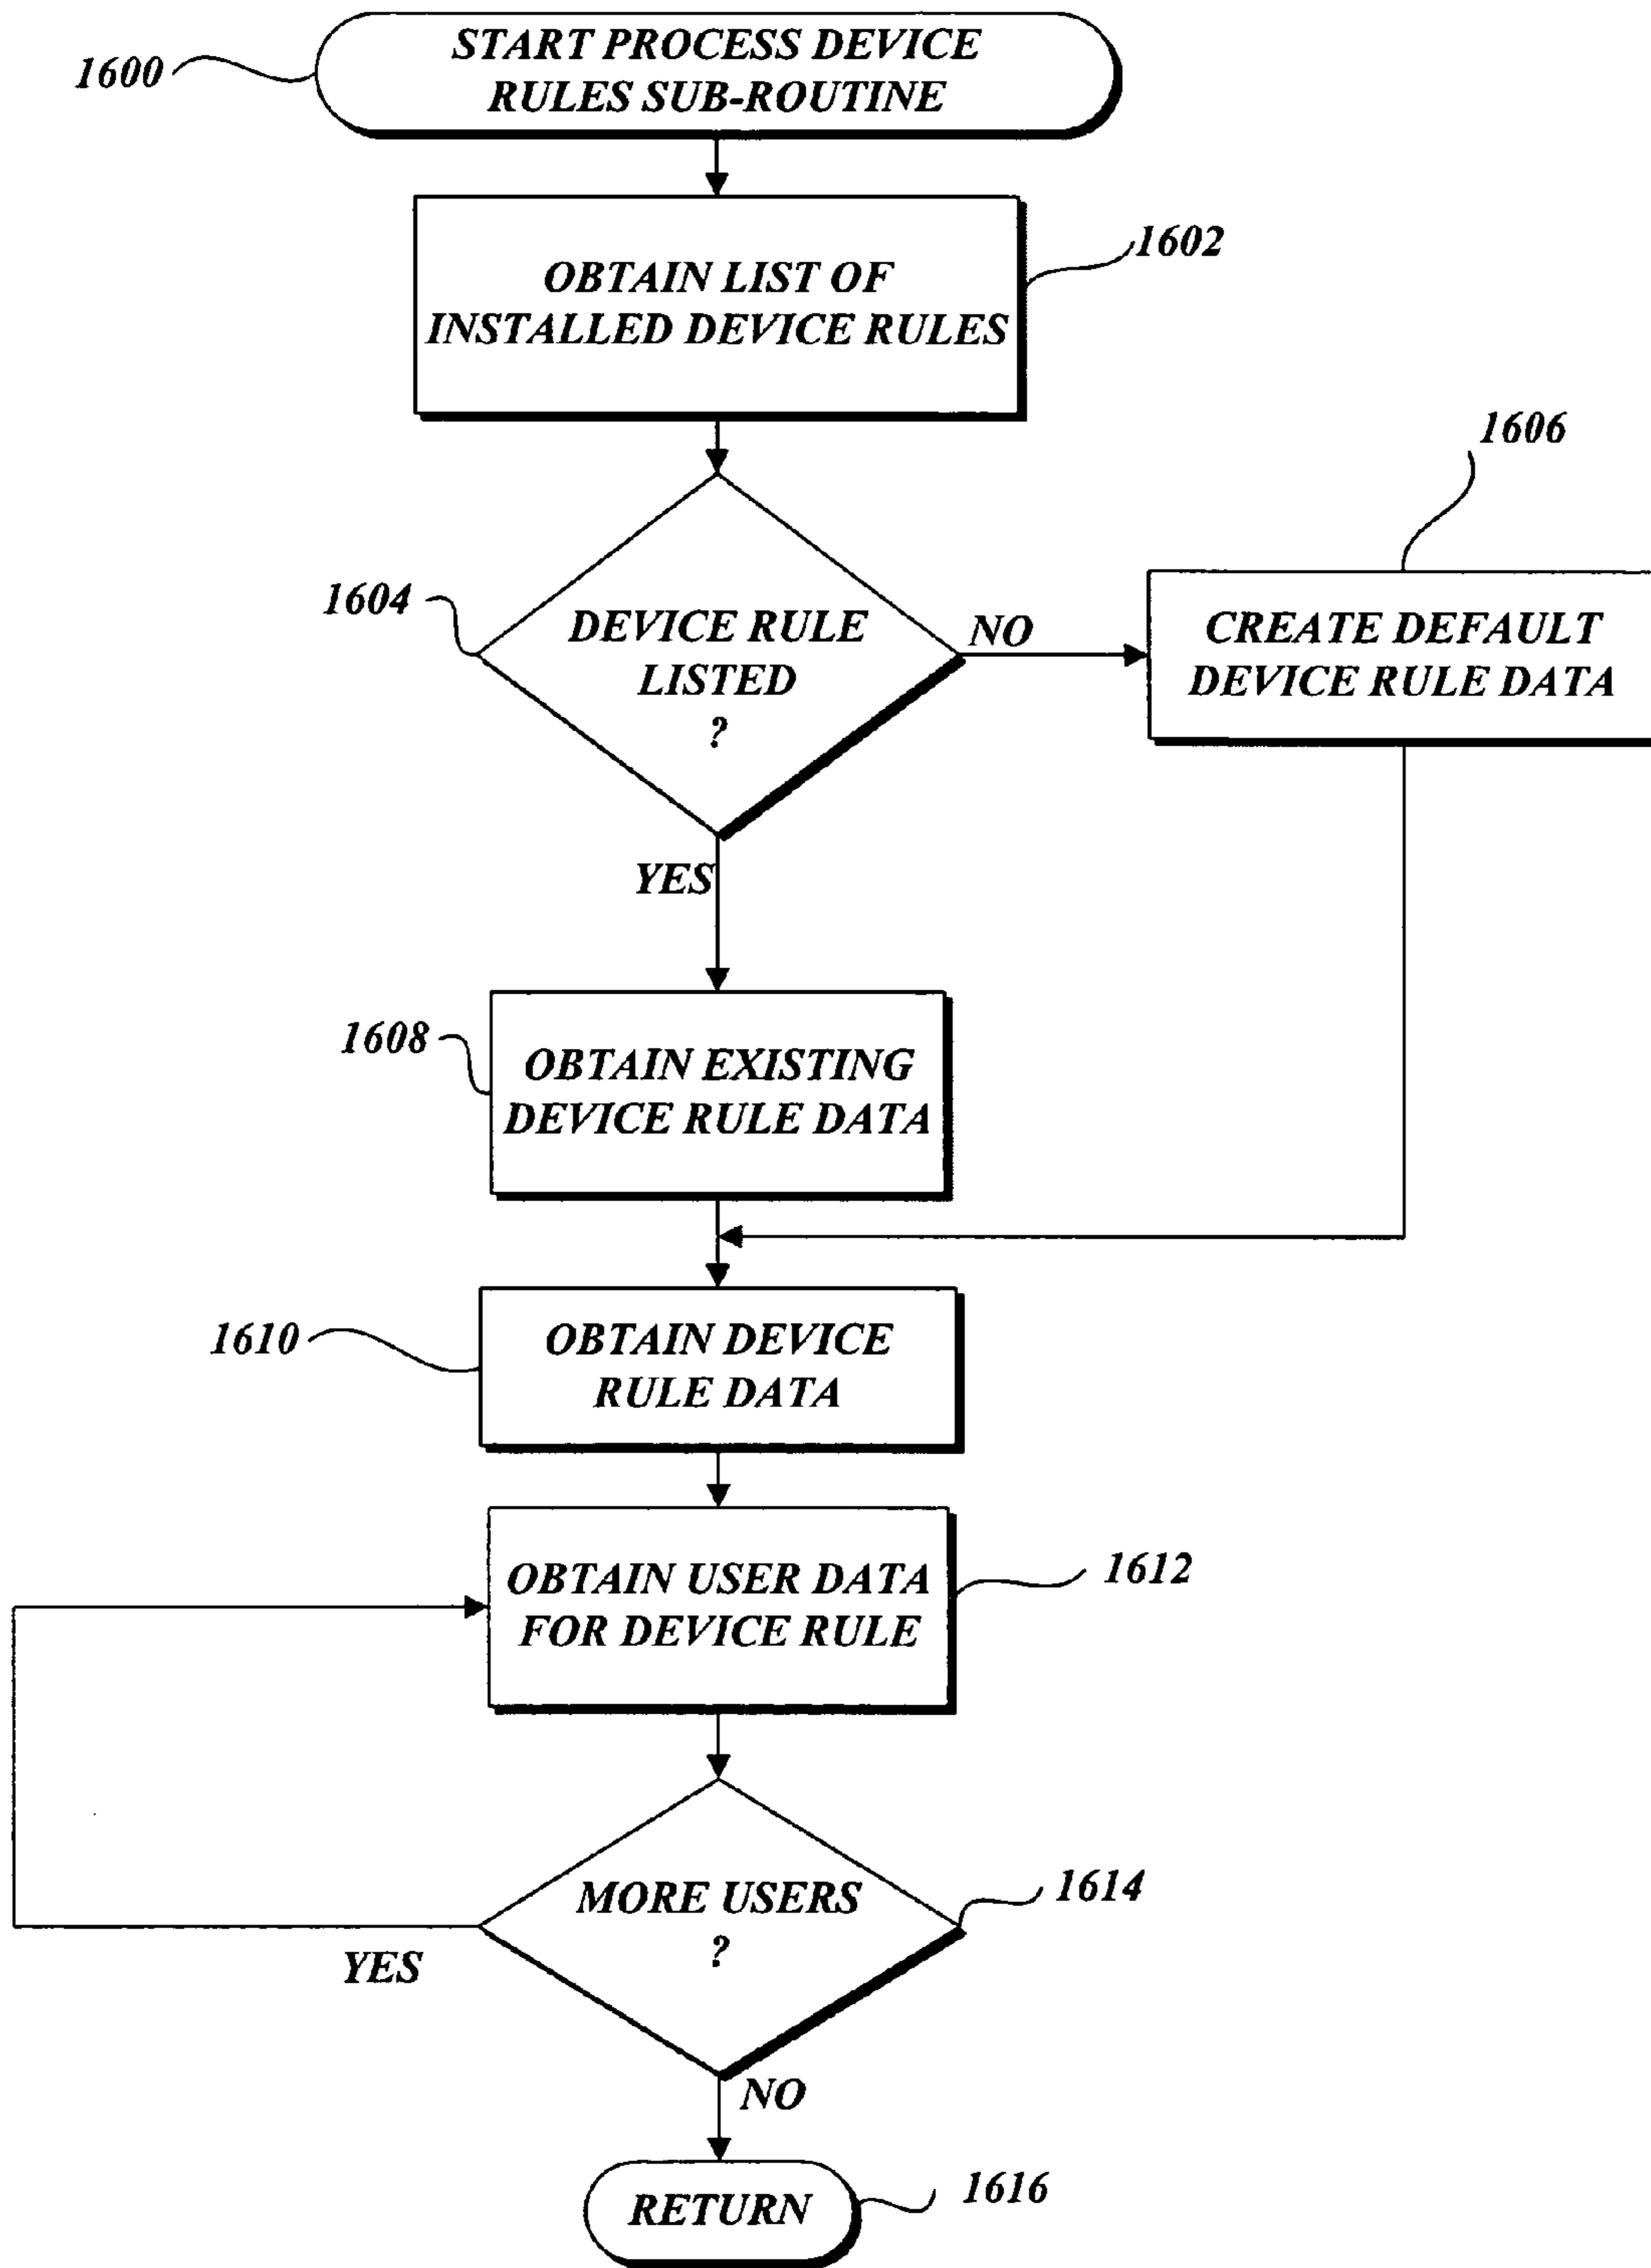 1600
START PROCESS DEVICE
RULES SUB-ROUTINE
1602
OBTAIN LIST OF
INSTALLED DEVICE RULES
1606
1604
DEVICE RULE
LISTED
?
NO
CREATE DEFAULT
DEVICE RULE DATA
YES
1608
OBTAIN EXISTING
DEVICE RULE DATA
1610
OBTAIN DEVICE
RULE DATA
1612
OBTAIN USER DATA
FOR DEVICE RULE
1614
MORE USERS
?
YES
NO
1616
RETURN